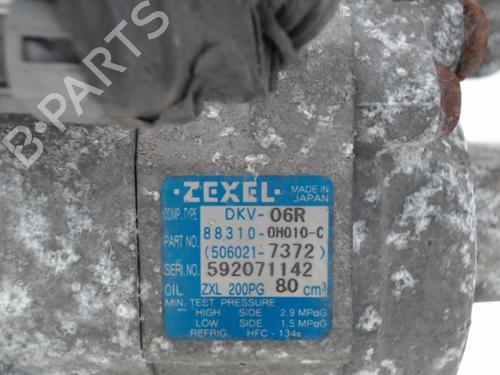 B-PARTS
·ZEXEL·
MADE IN
JAPAN
COMP. TYPE DKV-06R
PART NO. 88310-0H010-C
(506021-7372)
SERI.NO. 592071142
OIL ZXL 200PG 80 cm³
MIN. TEST PRESSURE
HIGH SIDE 2.9 MPaG
LOW SIDE 1.5 MPaG
REFRIG. HFC-134a